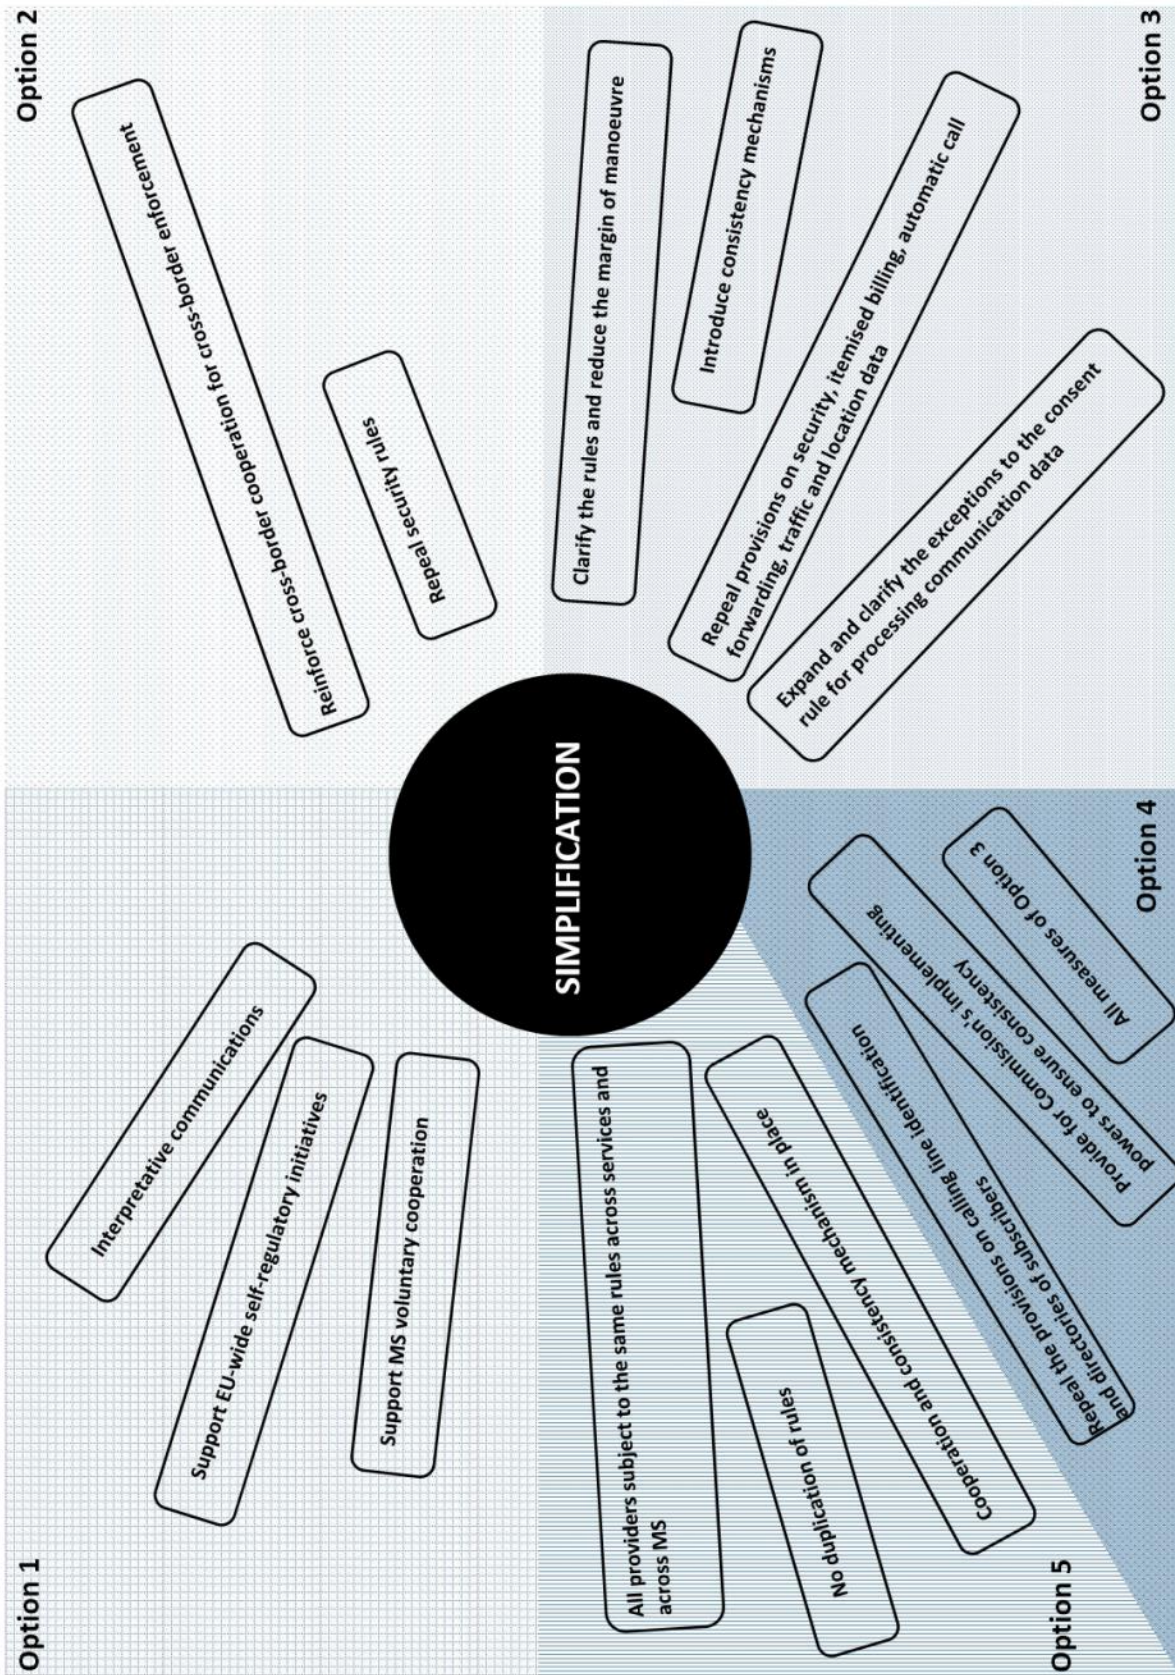 Option 1
Interpretative communications
Support EU-wide self-regulatory initiatives
Support MS voluntary cooperation
Option 2
Reinforce cross-border cooperation for cross-border enforcement
Repeal security rules
SIMPLIFICATION
Option 3
Clarify the rules and reduce the margin of manoeuvre
Introduce consistency mechanisms
Repeal provisions on security, itemised billing, automatic call
forwarding, traffic and location data
Expand and clarify the exceptions to the consent
rule for processing communication data
Option 4
All measures of Option 3
Provide for Commission's implementing
powers to ensure consistency
Repeal the provisions on calling line identification
and directories of subscribers
Option 5
All providers subject to the same rules across services and
across MS
No duplication of rules
Cooperation and consistency mechanism in place